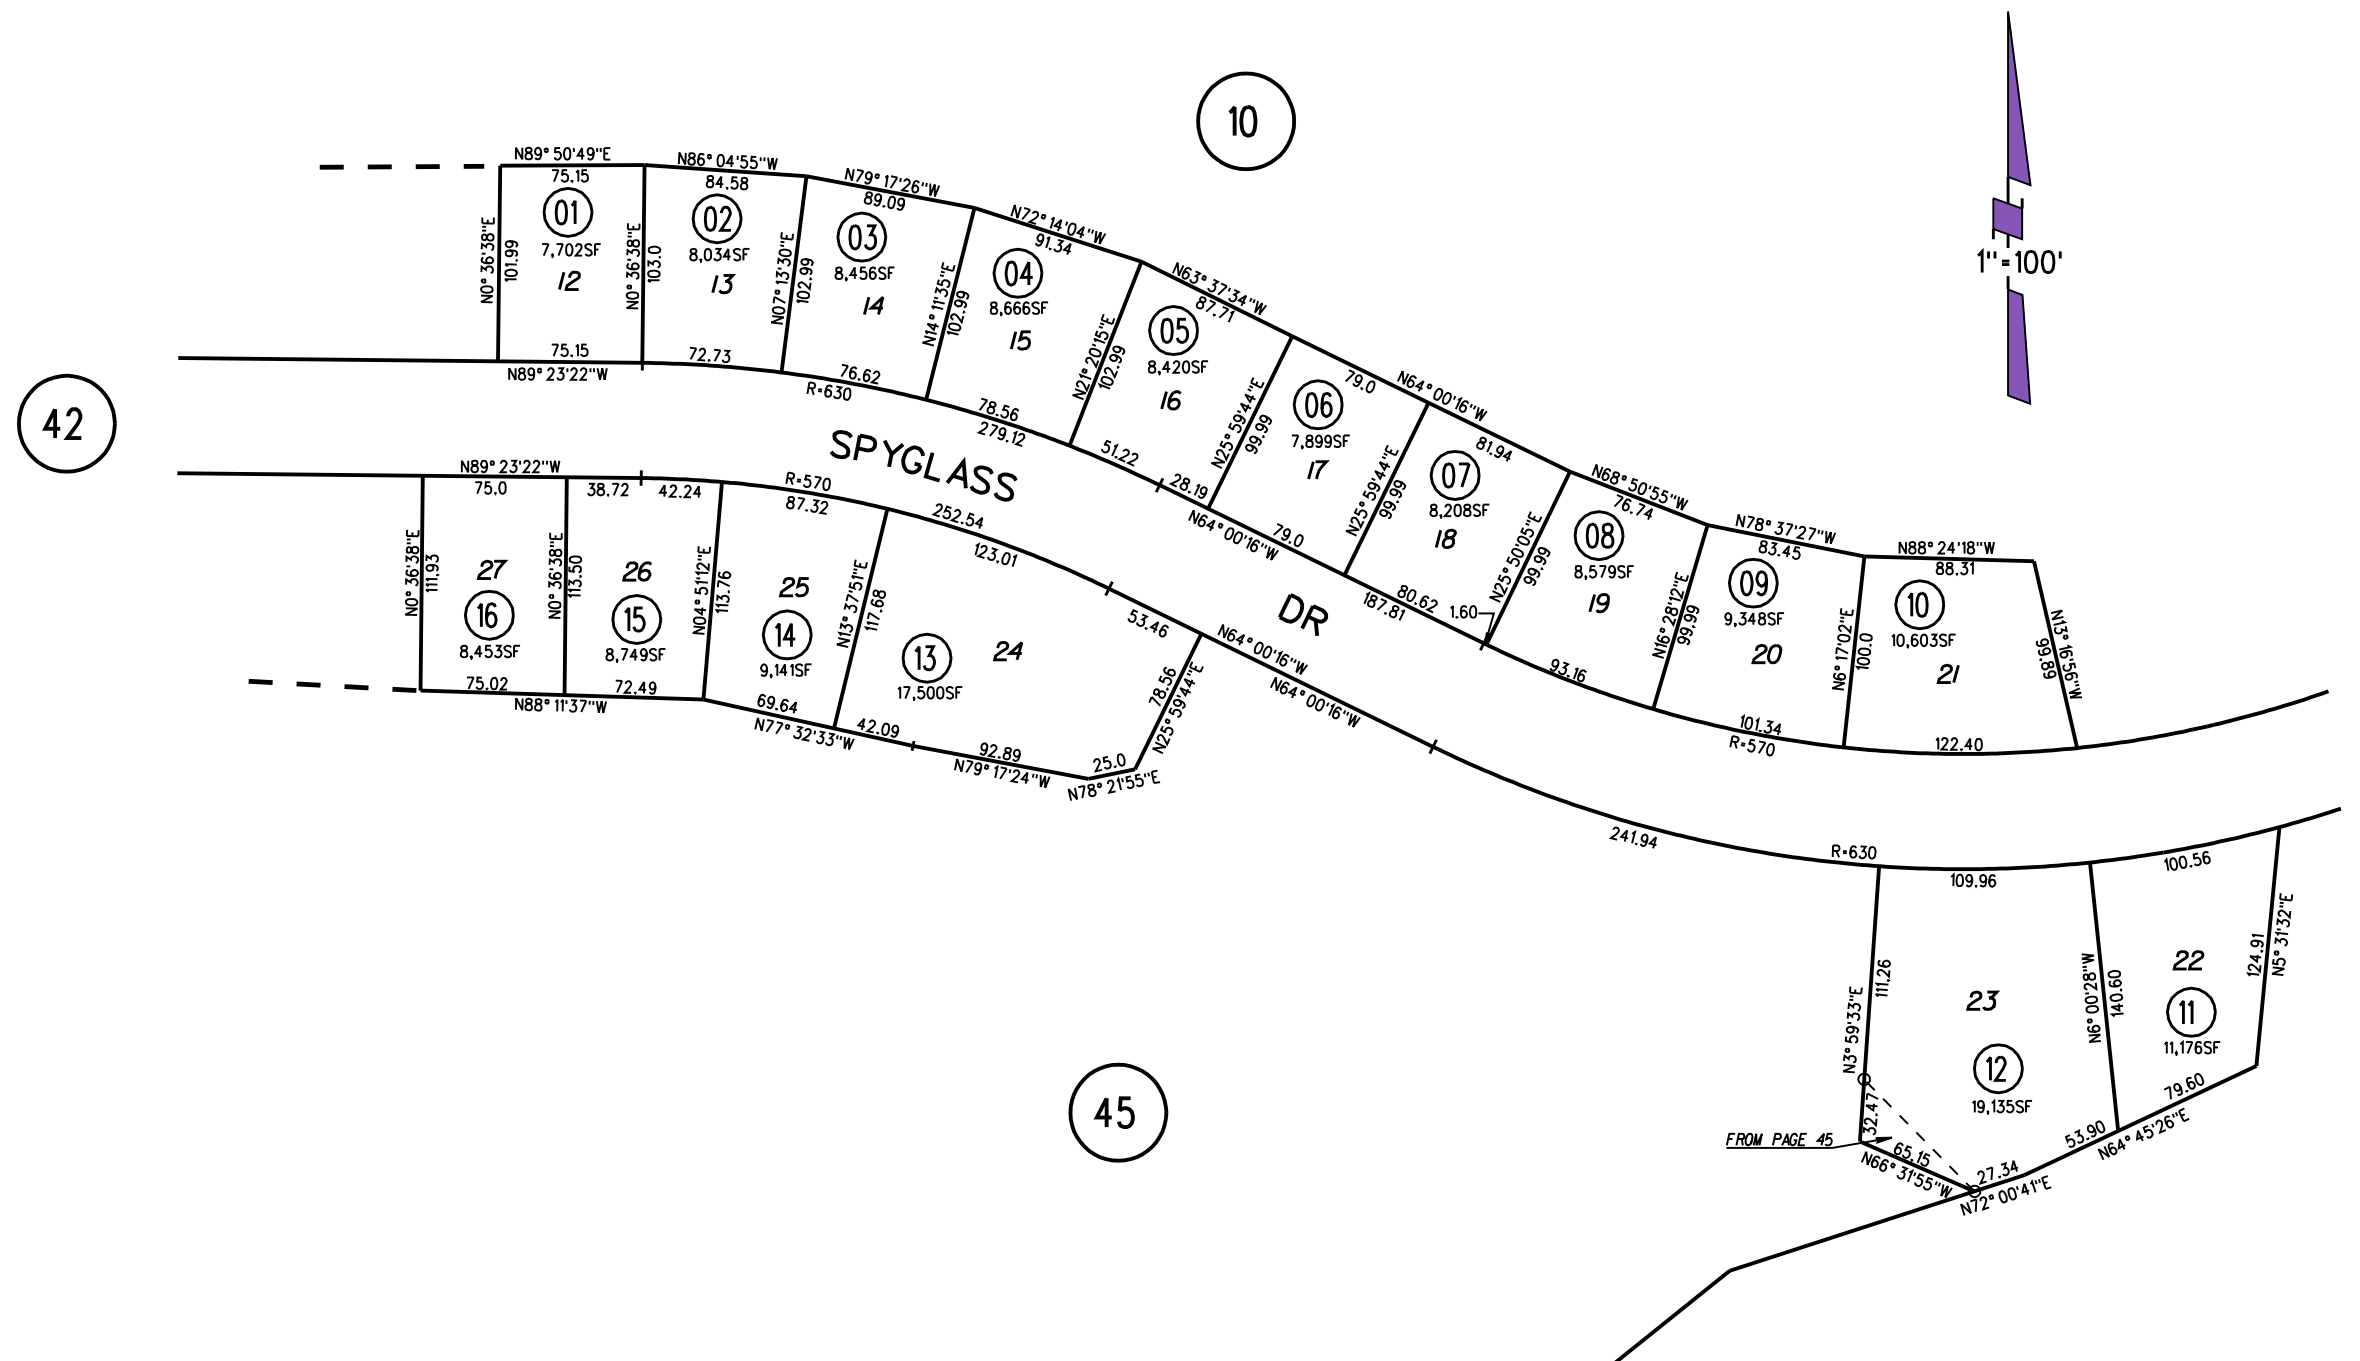 10
1"=100'
42
45
N89°50'49"E
75.15
01
7,702SF
12
N0°36'38"E
101.99
75.15
N89°23'22"W
N0°36'38"E
103.0
N86°04'55"W
84.58
02
8,034SF
13
72.73
N07°13'30"E
102.99
N79°17'26"W
89.09
03
8,456SF
14
76.62
R=630
N14°11'35"E
102.99
N72°14'04"W
91.34
04
8,666SF
15
78.56
279.12
N21°20'15"E
102.99
N63°37'34"W
87.71
05
8,420SF
16
51.22
28.19
N25°59'44"E
99.99
79.0
06
7,899SF
17
79.0
N64°00'16"W
N25°59'44"E
99.99
N64°00'16"W
81.94
07
8,208SF
18
80.62
187.81
1.60
N25°50'05"E
99.99
N68°50'55"W
76.74
08
8,579SF
19
93.16
N16°28'12"E
99.99
N78°37'27"W
83.45
09
9,348SF
20
101.34
R=570
N6°17'02"E
100.0
N88°24'18"W
88.31
10
10,603SF
21
122.40
N13°16'56"W
99.89
SPYGLASS
DR
N89°23'22"W
75.0
N0°36'38"E
111.93
27
16
8,453SF
75.02
N88°11'37"W
N0°36'38"E
113.50
38.72
42.24
26
15
8,749SF
72.49
N04°51'12"E
113.76
R=570
87.32
25
14
9,141SF
69.64
N77°32'33"W
N13°37'51"E
117.68
252.54
123.01
24
13
17,500SF
42.09
92.89
N79°17'24"W
25.0
N78°21'55"E
53.46
78.56
N25°59'44"E
N64°00'16"W
N64°00'16"W
241.94
R=630
109.96
100.56
N3°59'33"E
111.26
32.47
23
12
19,135SF
N6°00'28"W
140.60
22
11
11,176SF
124.91
N5°31'32"E
79.60
53.90
N64°45'26"E
FROM PAGE 45
65.15
N66°31'55"W
27.34
N72°00'41"E